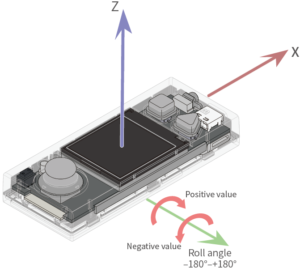 Z
X
Positive value
Negative value
Roll angle
–180°–+180°